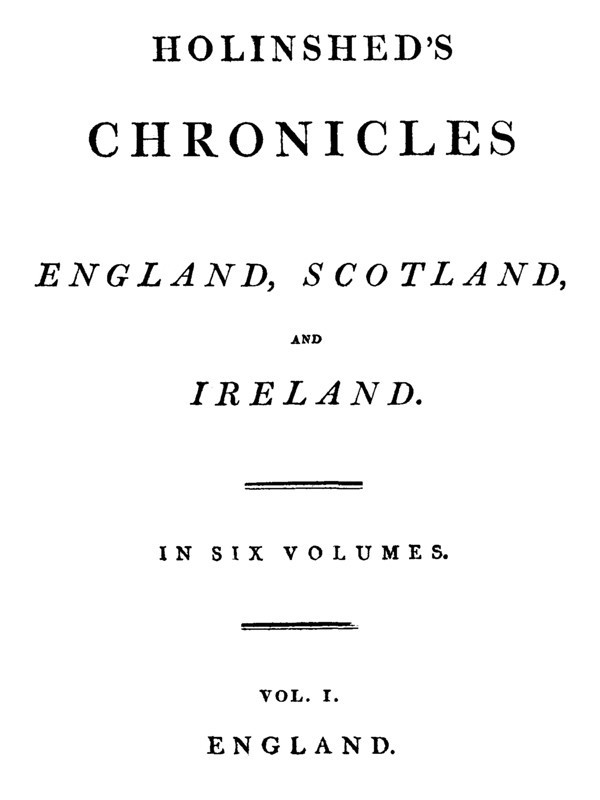 HOLINSHED'S
CHRONICLES
ENGLAND, SCOTLAND,
AND
IRELAND.
IN SIX VOLUMES.
VOL. I.
ENGLAND.